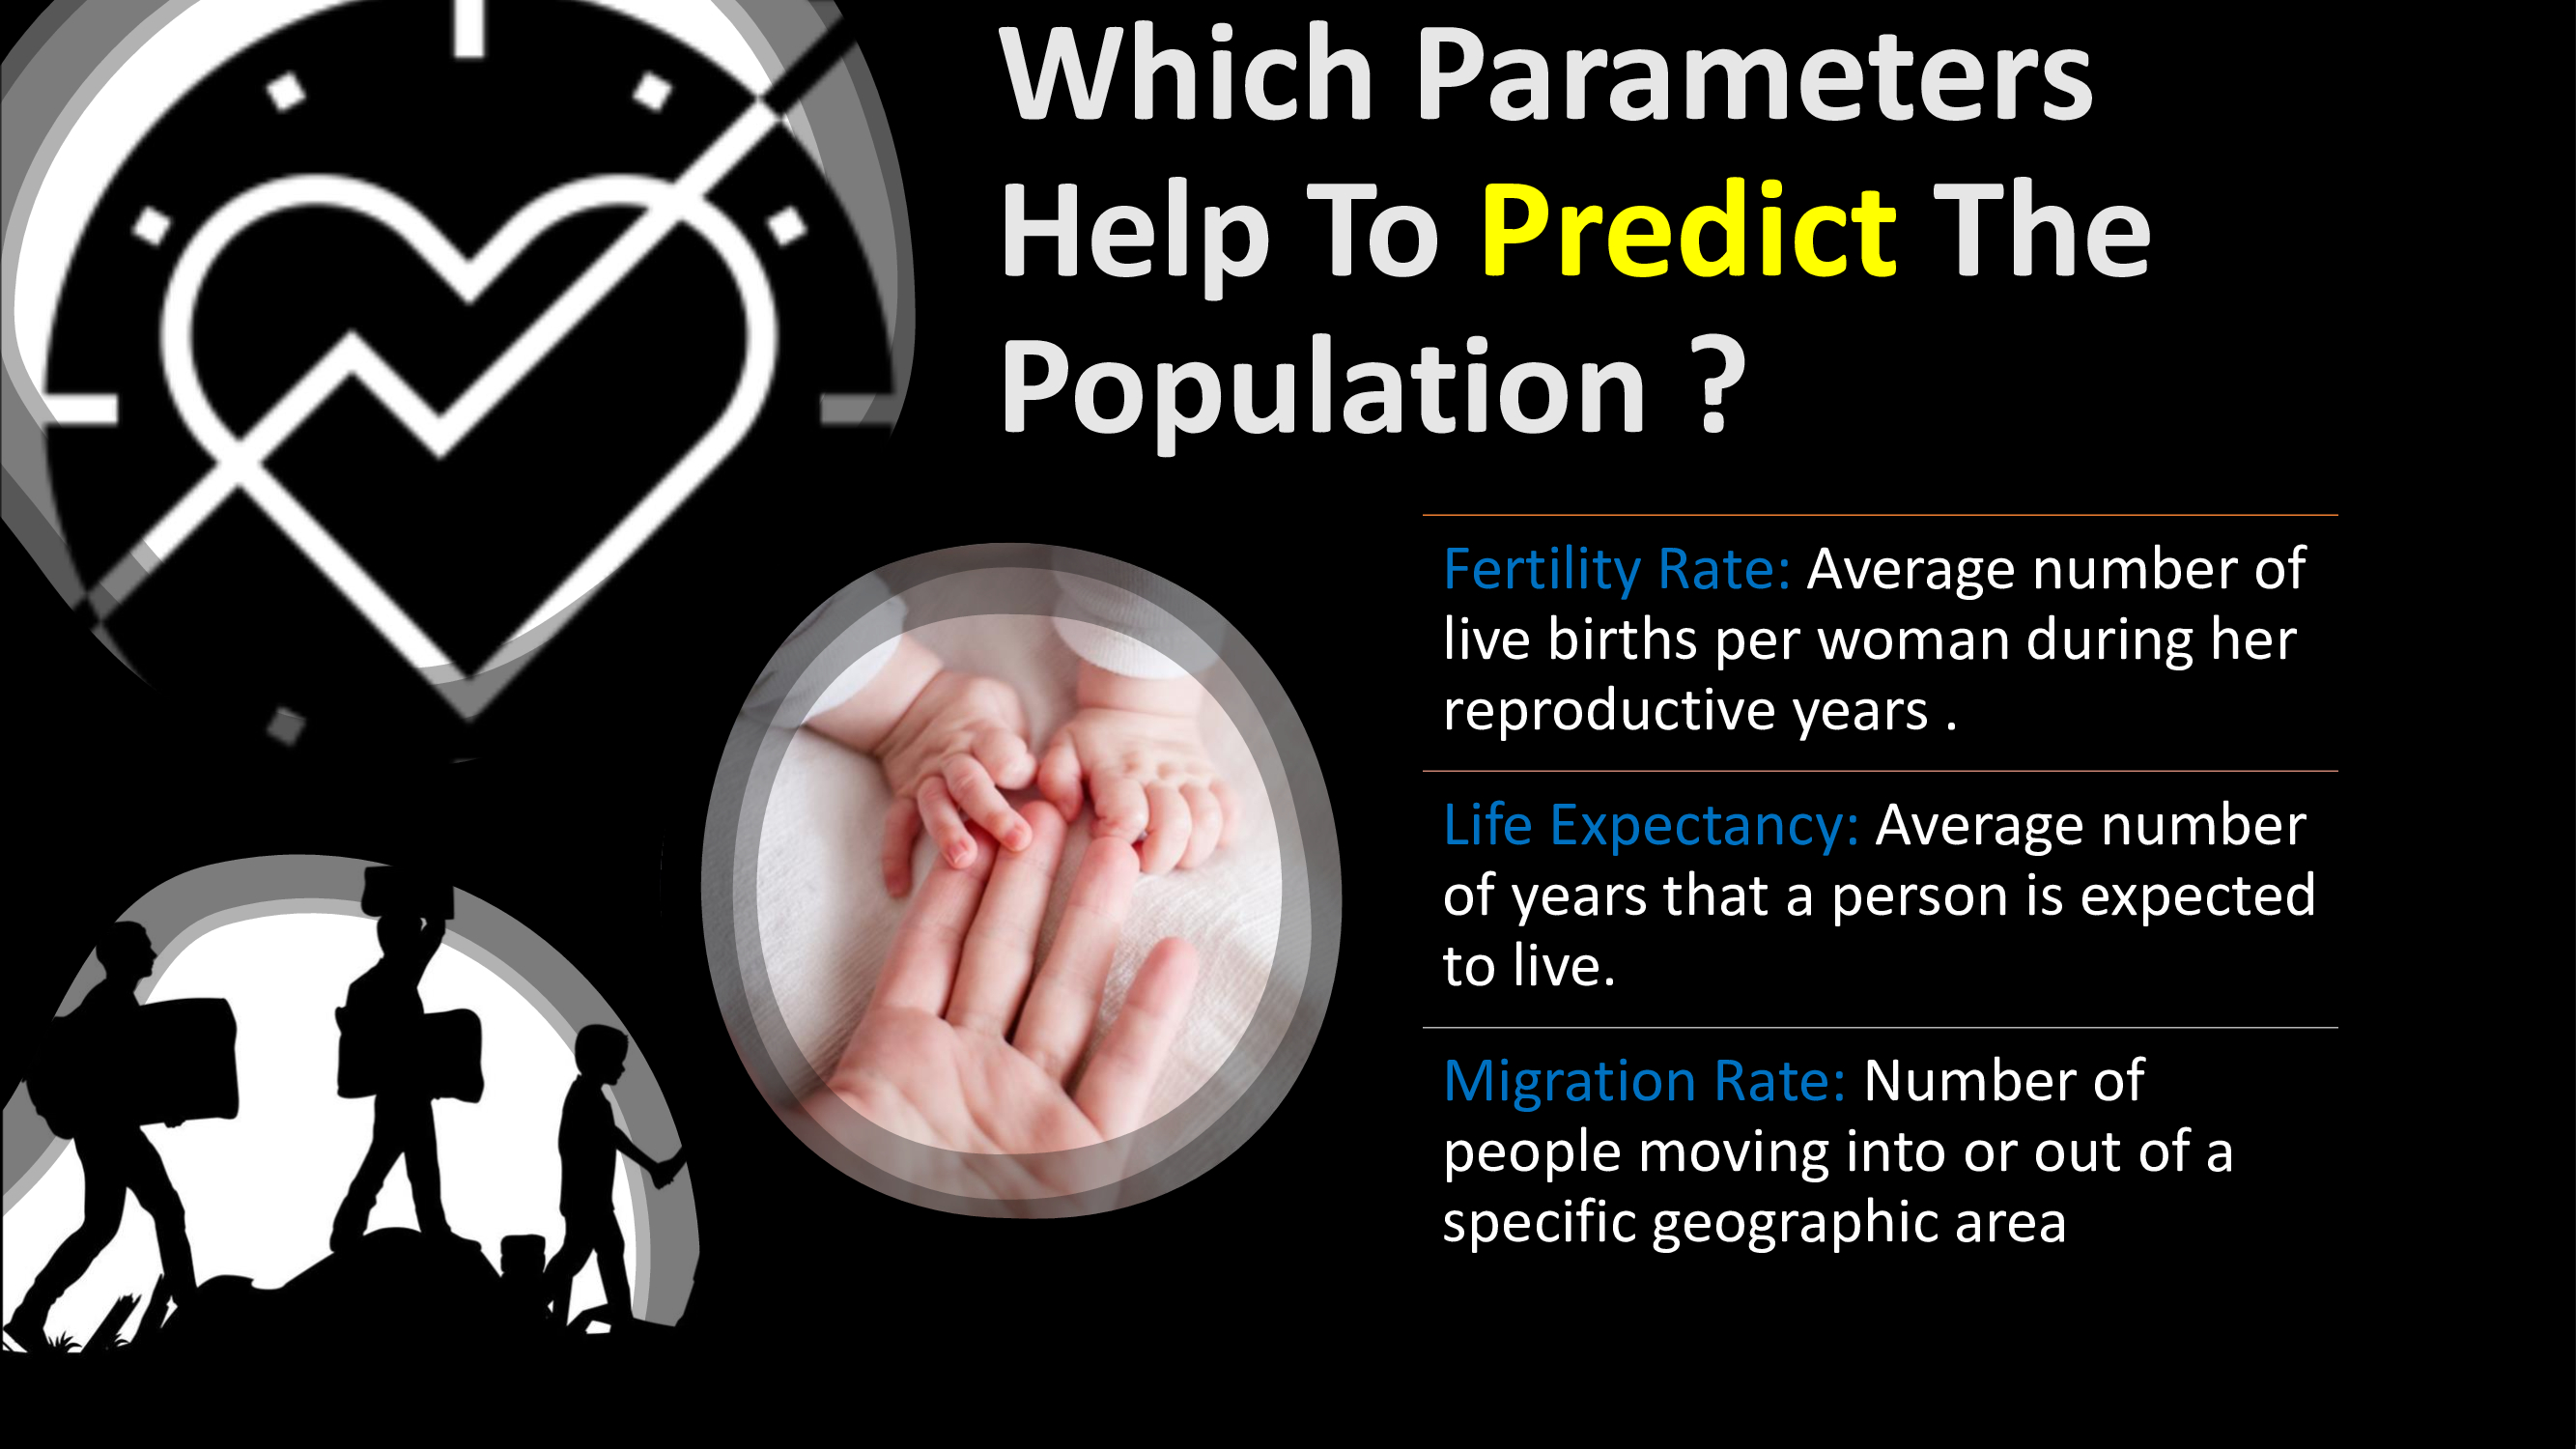 Which Parameters
Help To Predict The
Population ?
Fertility Rate: Average number of
live births per woman during her
reproductive years .
Life Expectancy: Average number
of years that a person is expected
to live.
Migration Rate: Number of
people moving into or out of a
specific geographic area